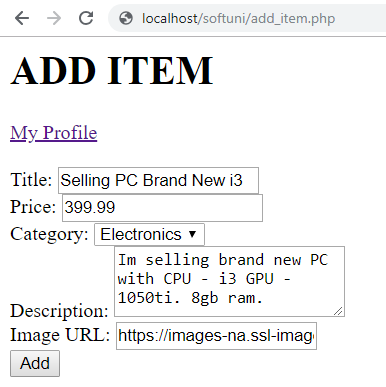 localhost/softuni/add_item.php
ADD ITEM
My Profile
Title: Selling PC Brand New i3
Price: 399.99
Category: Electronics
Im selling brand new PC
with CPU - i3 GPU -
1050ti. 8gb ram.
Description:
Image URL: https://images-na.ssl-imag
Add